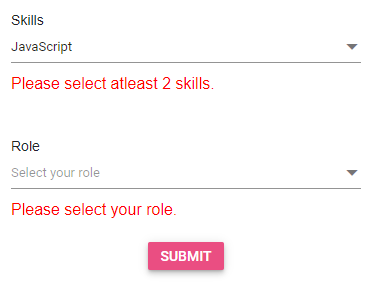 Skills
JavaScript
Please select atleast 2 skills.
Role
Select your role
Please select your role.
SUBMIT